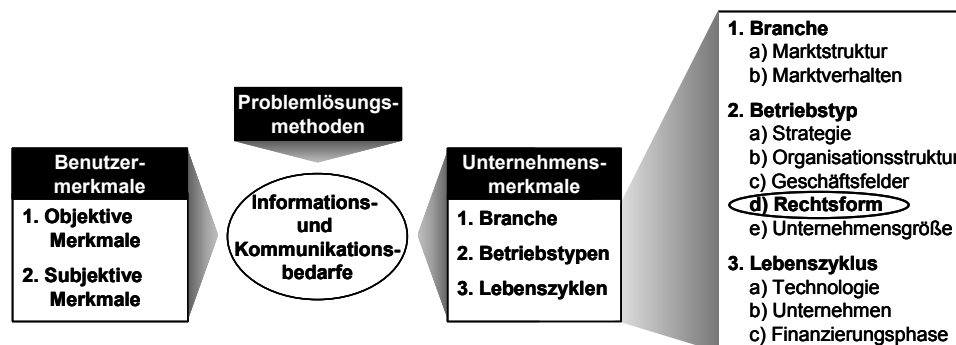 Problemlösungs-
methoden
Benutzer-
merkmale
1. Objektive
Merkmale
2. Subjektive
Merkmale
Informations-
und
Kommunikations-
bedarfe
Unternehmens-
merkmale
1. Branche
2. Betriebstypen
3. Lebenszyklen
1. Branche
a) Marktstruktur
b) Marktverhalten
2. Betriebstyp
a) Strategie
b) Organisationsstruktur
c) Geschäftsfelder
d) Rechtsform
e) Unternehmensgröße
3. Lebenszyklus
a) Technologie
b) Unternehmen
c) Finanzierungsphase